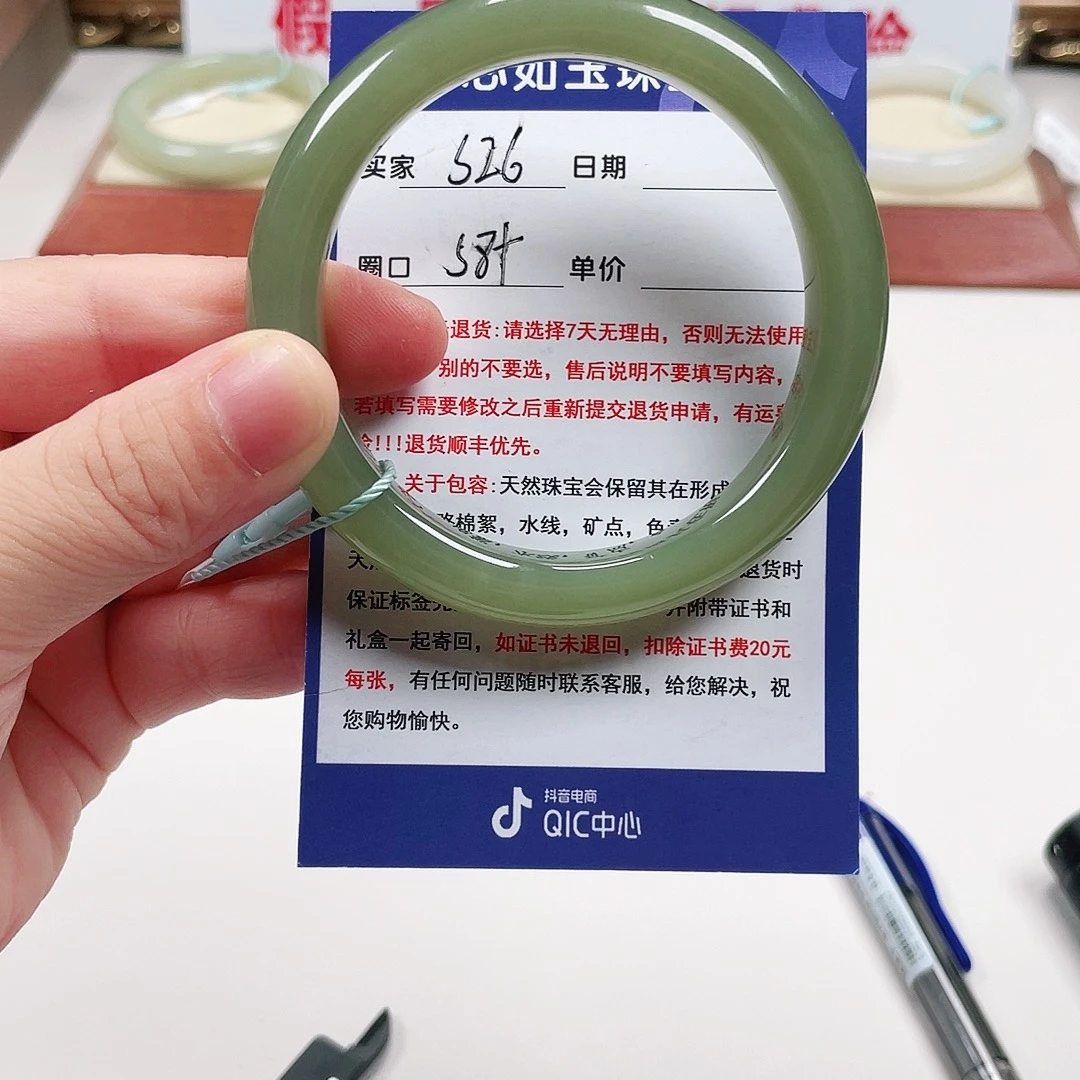 假
心如玉珠
买家 526 日期
圈口 58+ 单价
退货:请选择7天无理由，否则无法使用
别的不要选，售后说明不要填写内容，
若填写需要修改之后重新提交退货申请，有运
险!!!退货顺丰优先。
关于包容:天然珠宝会保留其在形成
棉絮，水线，矿点，色
天 退货时
保证标签 并附带证书和
礼盒一起寄回，如证书未退回，扣除证书费20元
每张，有任何问题随时联系客服，给您解决，祝
您购物愉快。
抖音电商
QIC中心